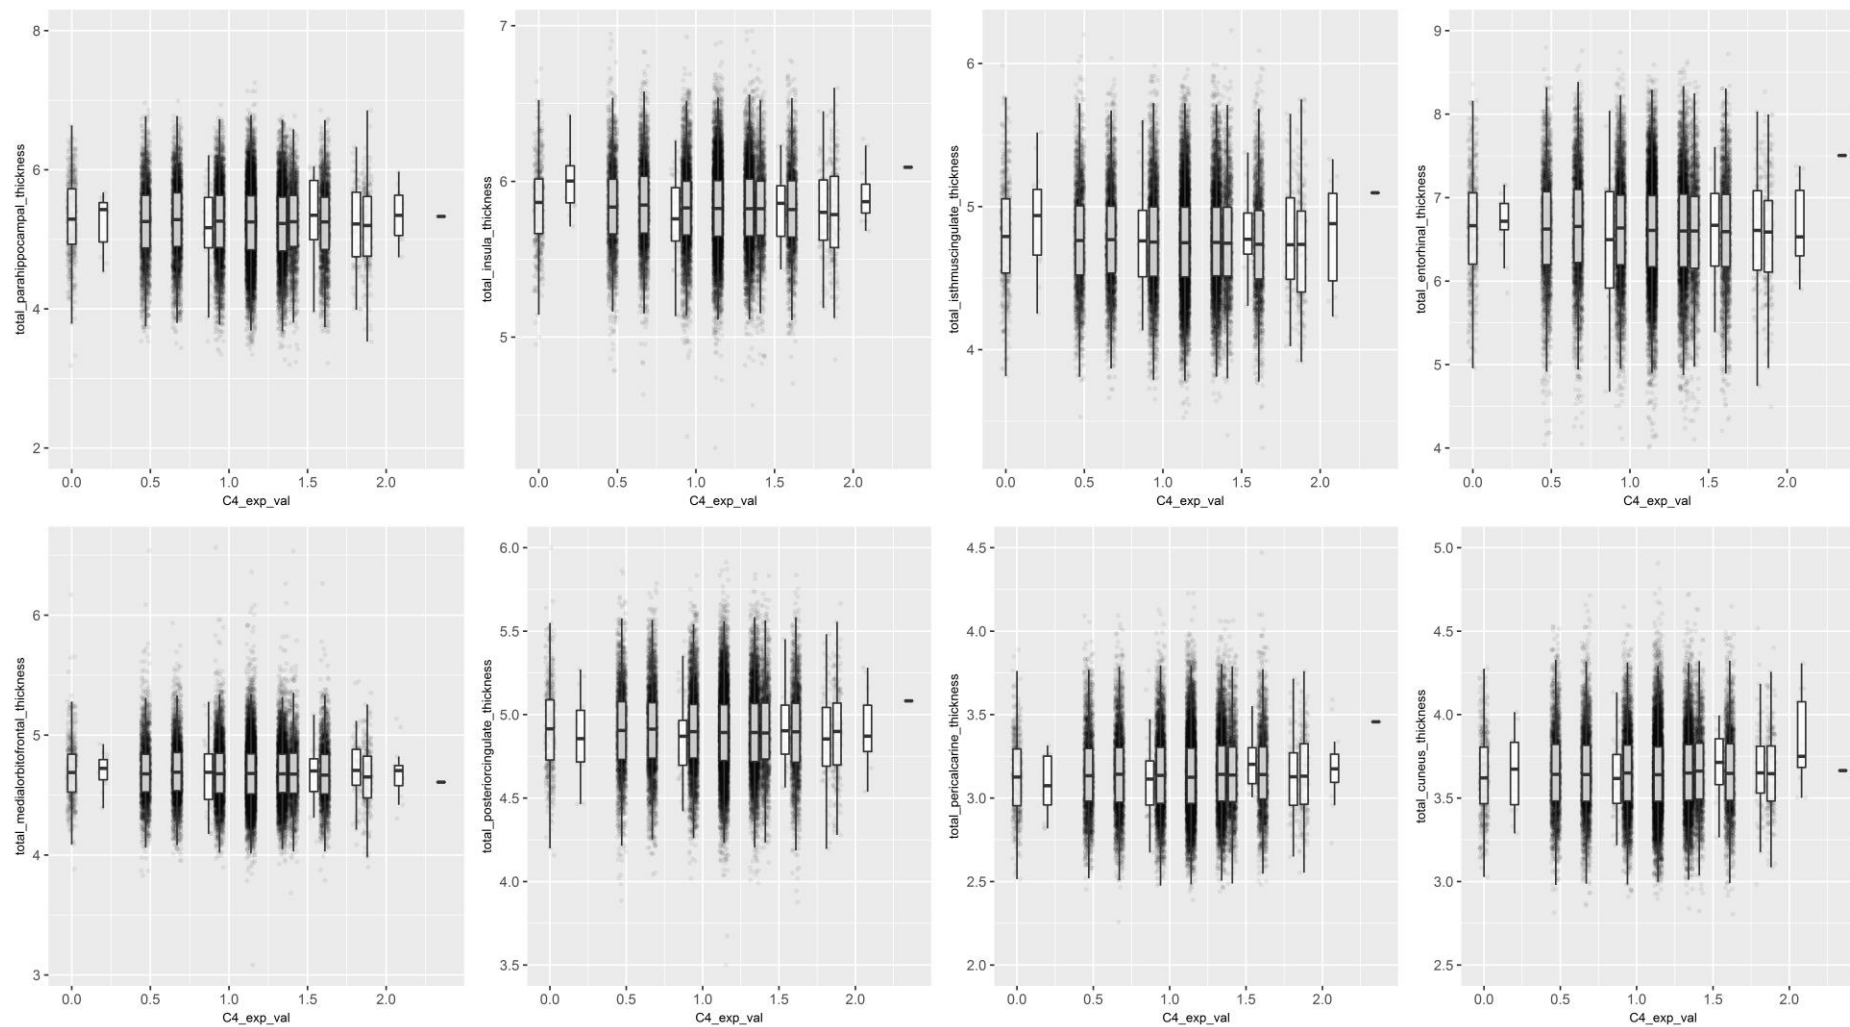 total_parahippocampal_thickness
8
6
4
2
0.0 0.5 1.0 1.5 2.0
C4_exp_val
total_insula_thickness
7
6
5
0.0 0.5 1.0 1.5 2.0
C4_exp_val
total_isthmuscingulate_thickness
6
5
4
0.0 0.5 1.0 1.5 2.0
C4_exp_val
total_entorhinal_thickness
9
8
7
6
5
4
0.0 0.5 1.0 1.5 2.0
C4_exp_val
total_medialorbitofrontal_thickness
6
5
4
3
0.0 0.5 1.0 1.5 2.0
C4_exp_val
total_posteriorcingulate_thickness
6.0
5.5
5.0
4.5
4.0
3.5
0.0 0.5 1.0 1.5 2.0
C4_exp_val
total_pericalcarine_thickness
4.5
4.0
3.5
3.0
2.5
2.0
0.0 0.5 1.0 1.5 2.0
C4_exp_val
total_cuneus_thickness
5.0
4.5
4.0
3.5
3.0
2.5
0.0 0.5 1.0 1.5 2.0
C4_exp_val